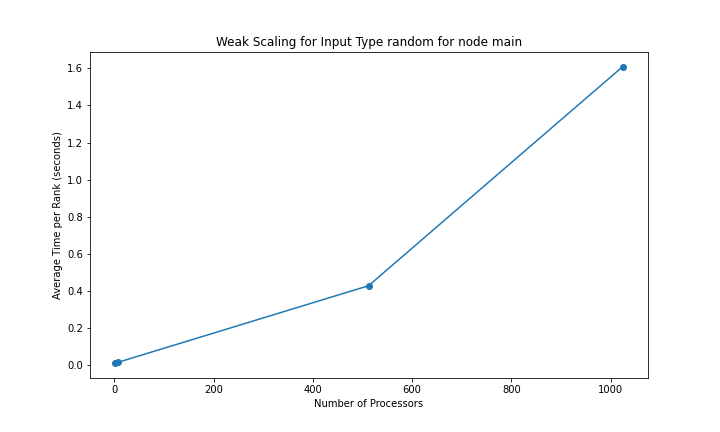 Weak Scaling for Input Type random for node main
1.6
1.4
1.2
1.0
0.8
0.6
0.4
0.2
0.0
Average Time per Rank (seconds)
0 200 400 600 800 1000
Number of Processors